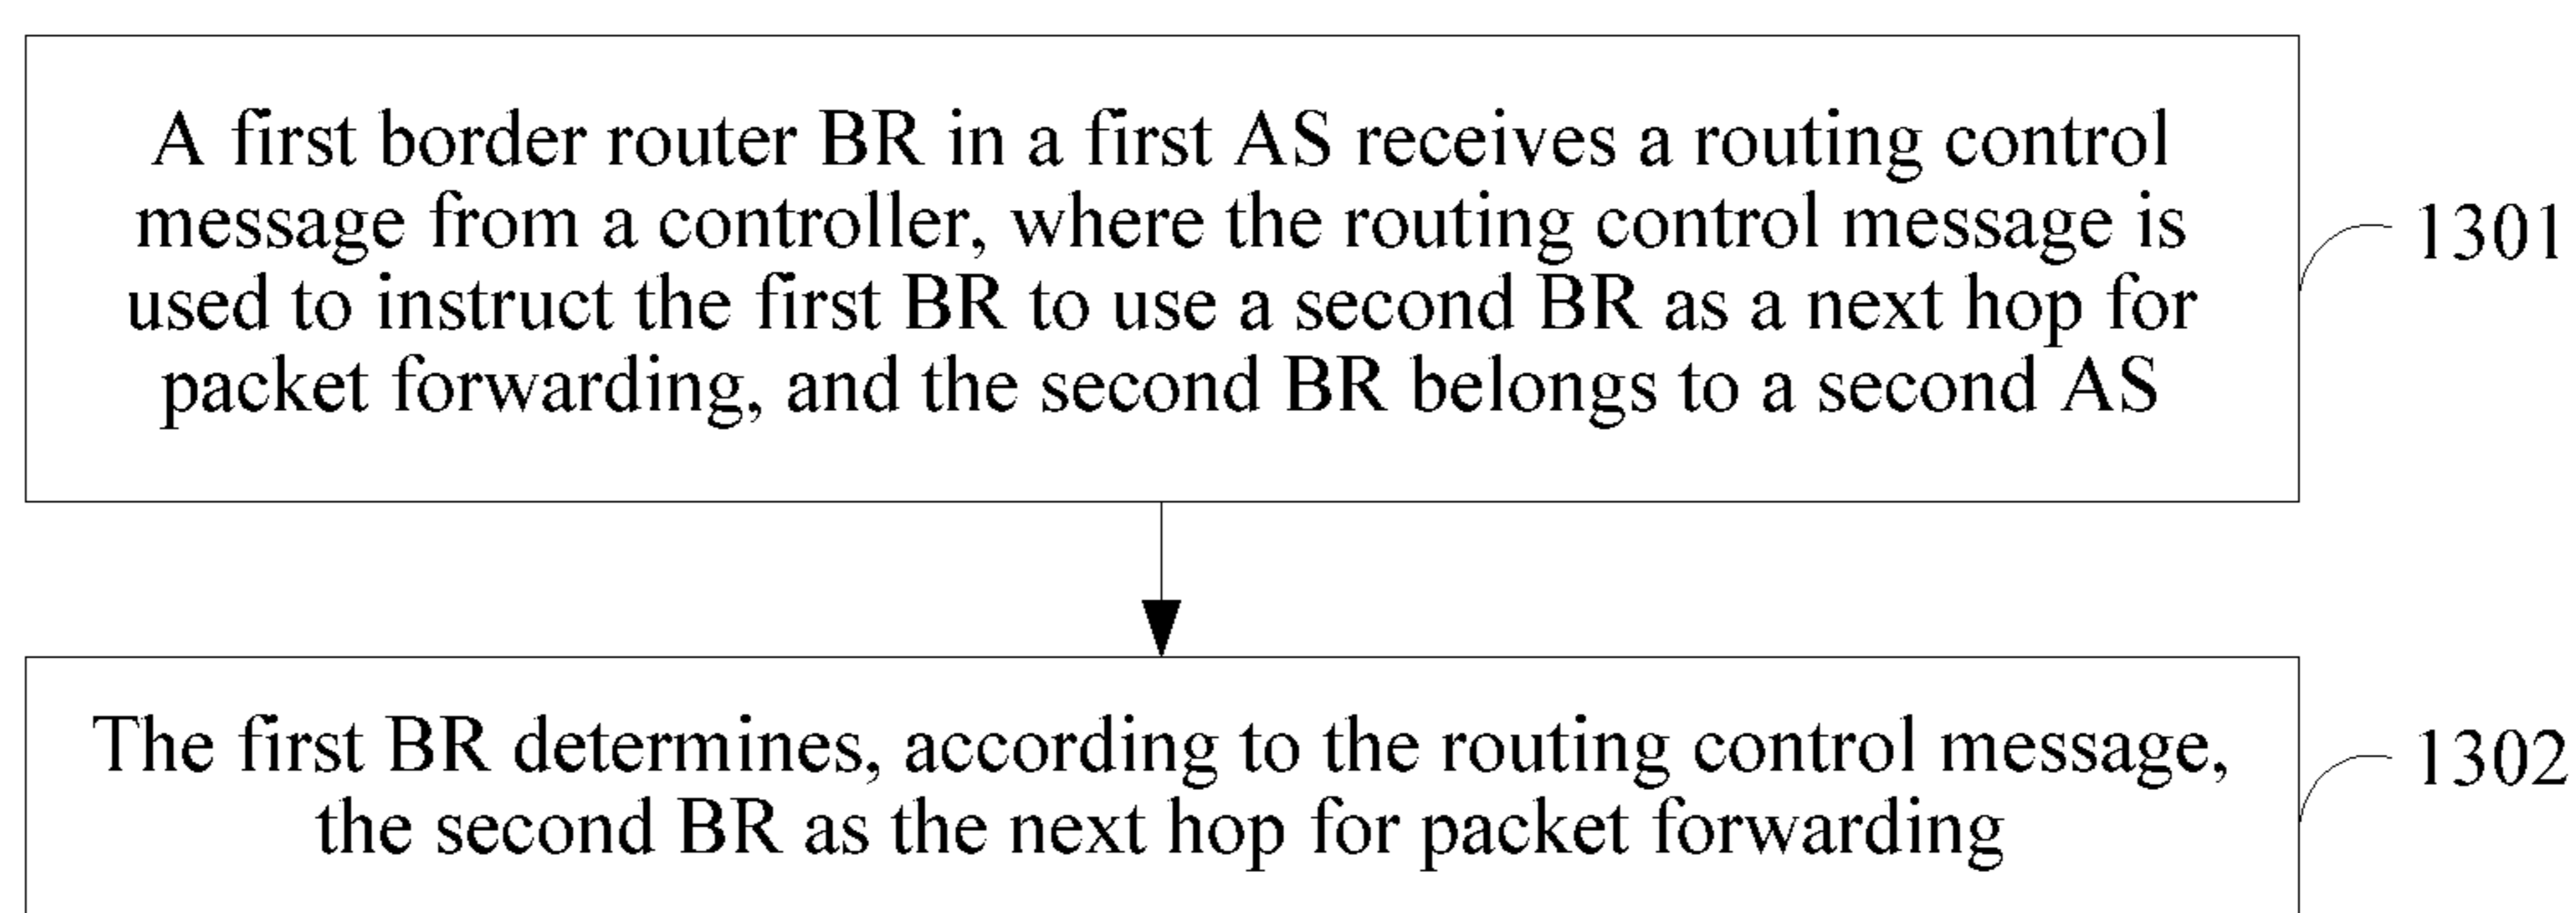 A first border router BR in a first AS receives a routing control
message from a controller, where the routing control message is
used to instruct the first BR to use a second BR as a next hop for
packet forwarding, and the second BR belongs to a second AS
1301
The first BR determines, according to the routing control message,
the second BR as the next hop for packet forwarding
1302